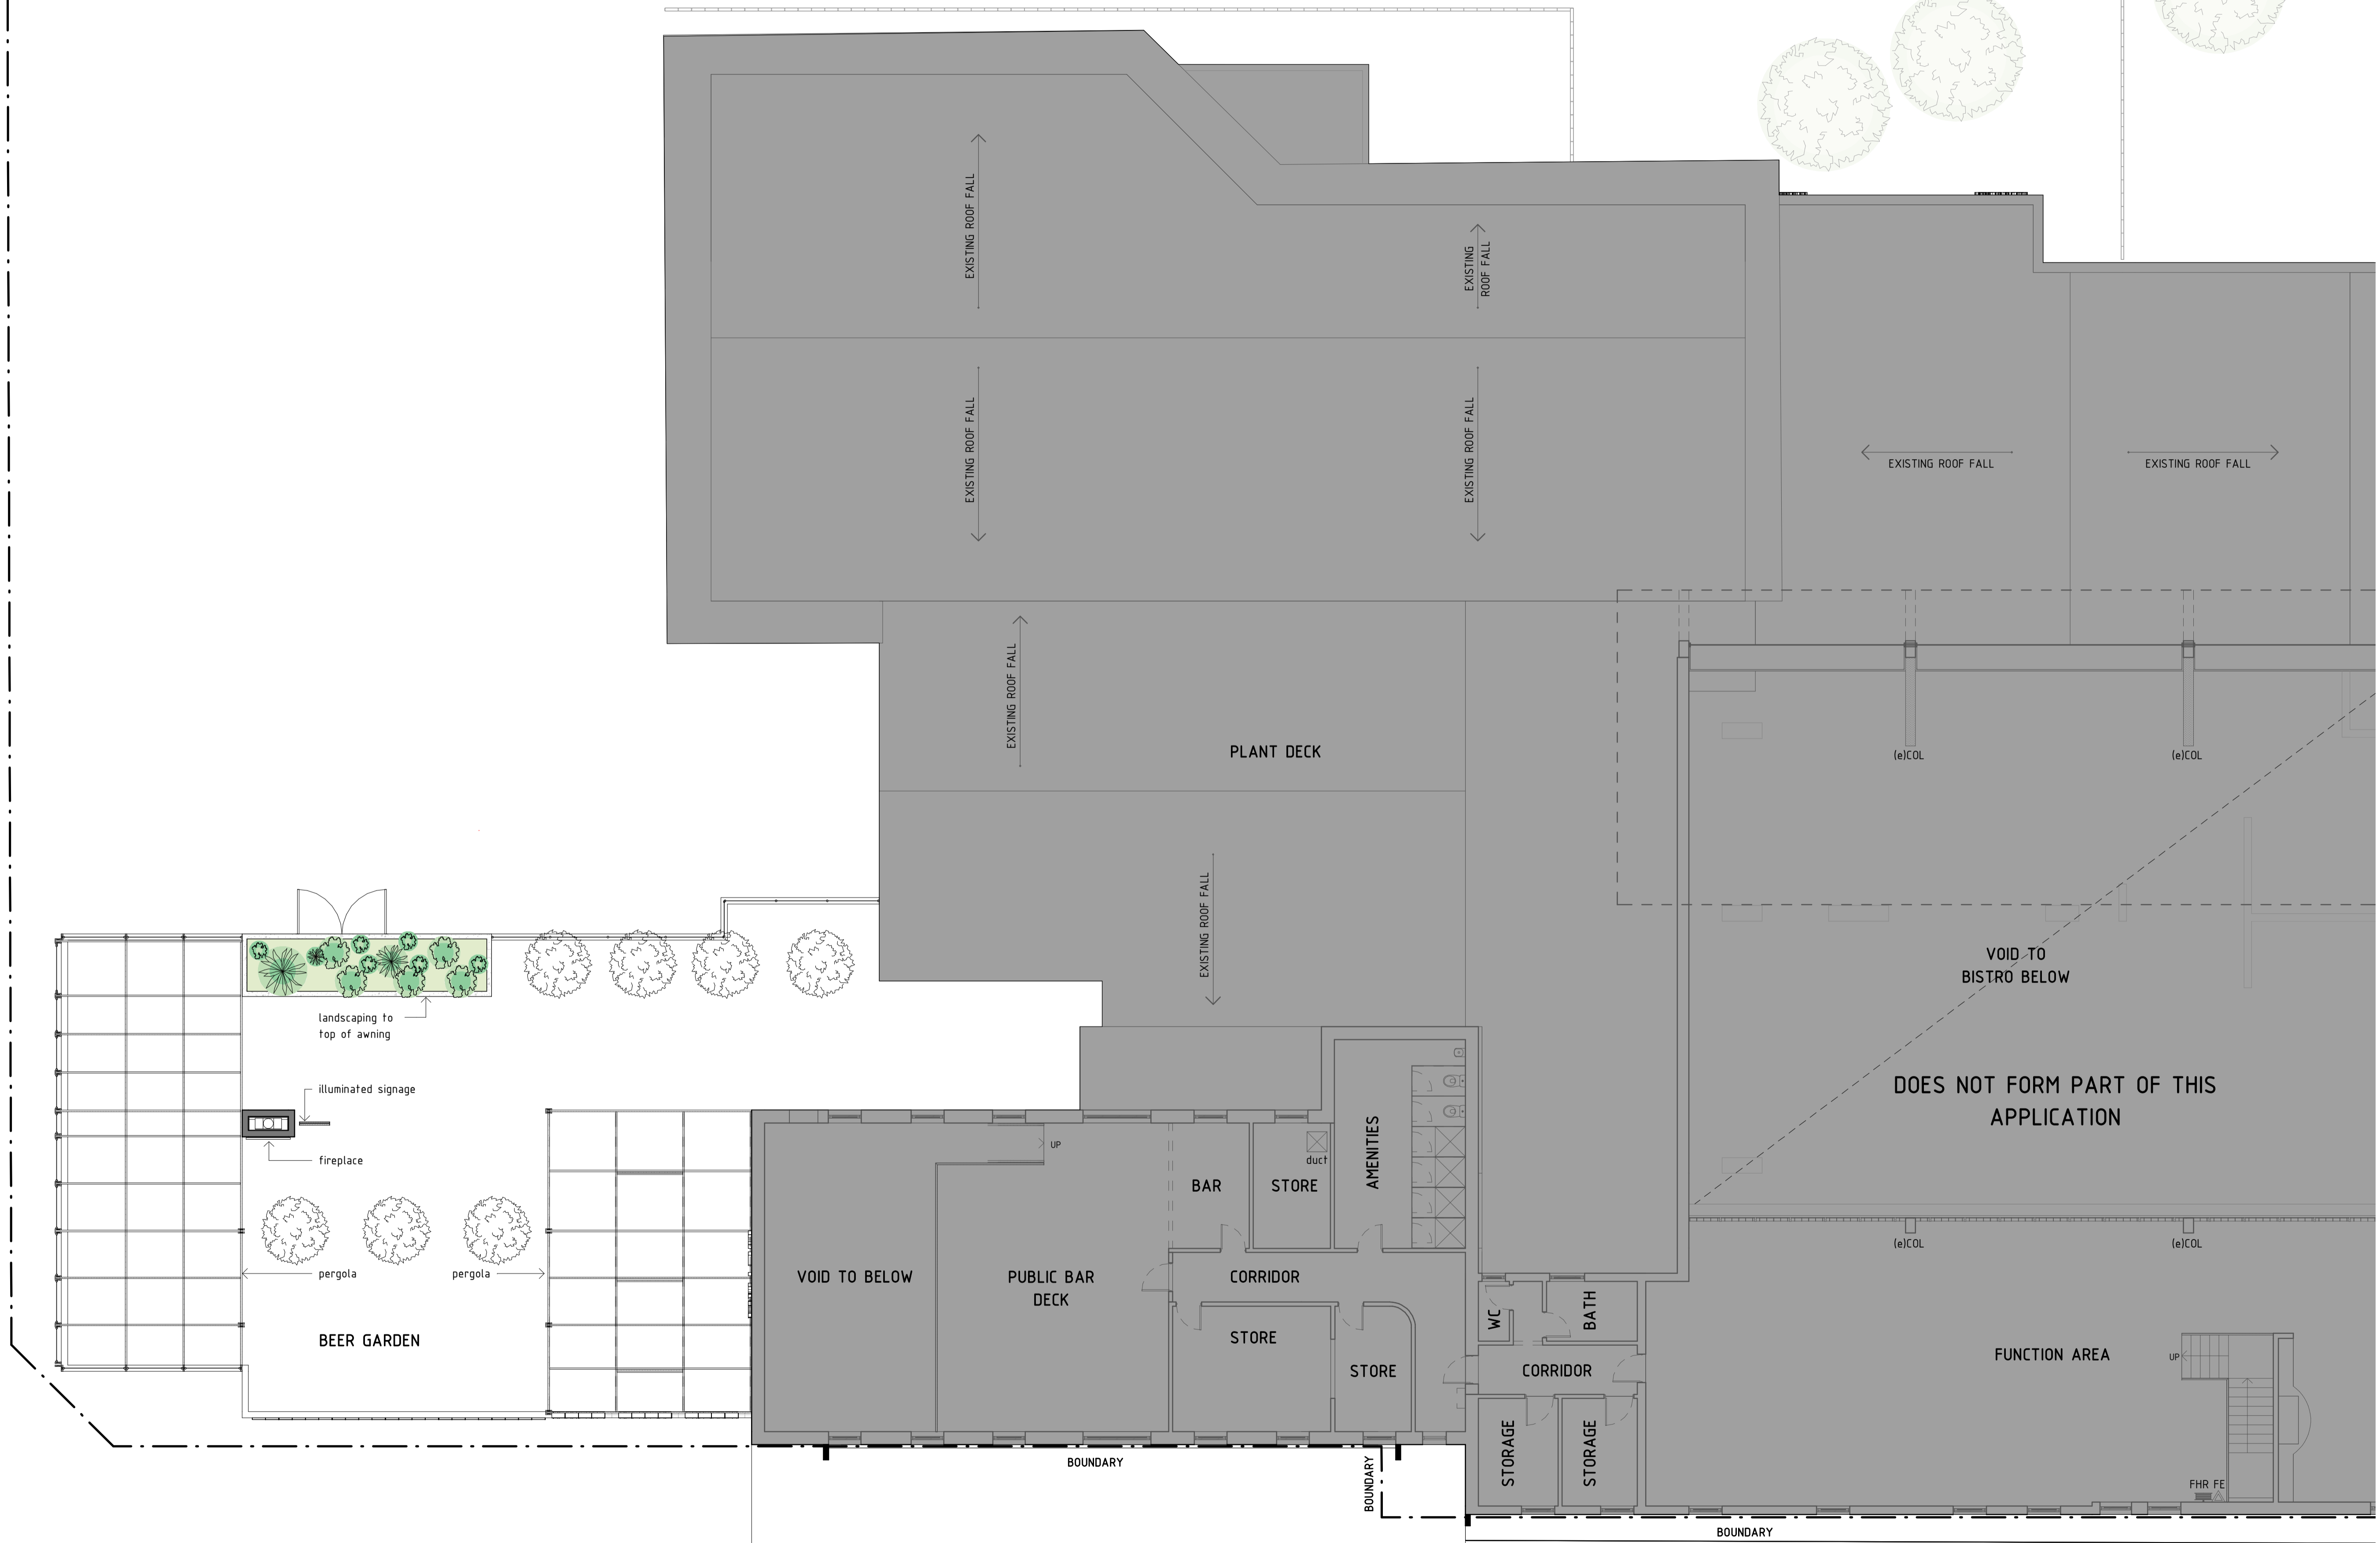 EXISTING ROOF FALL
EXISTING
ROOF FALL
EXISTING ROOF FALL
EXISTING ROOF FALL
EXISTING ROOF FALL
EXISTING ROOF FALL
EXISTING ROOF FALL
PLANT DECK
(e)COL
(e)COL
EXISTING ROOF FALL
VOID TO
BISTRO BELOW
landscaping to
top of awning
DOES NOT FORM PART OF THIS
APPLICATION
illuminated signage
fireplace
UP
duct
BAR
STORE
AMENITIES
(e)COL
(e)COL
pergola
pergola
VOID TO BELOW
PUBLIC BAR
DECK
CORRIDOR
WC
BATH
BEER GARDEN
STORE
STORE
CORRIDOR
FUNCTION AREA
UP
STORAGE
STORAGE
FHR FE
BOUNDARY
BOUNDARY
BOUNDARY